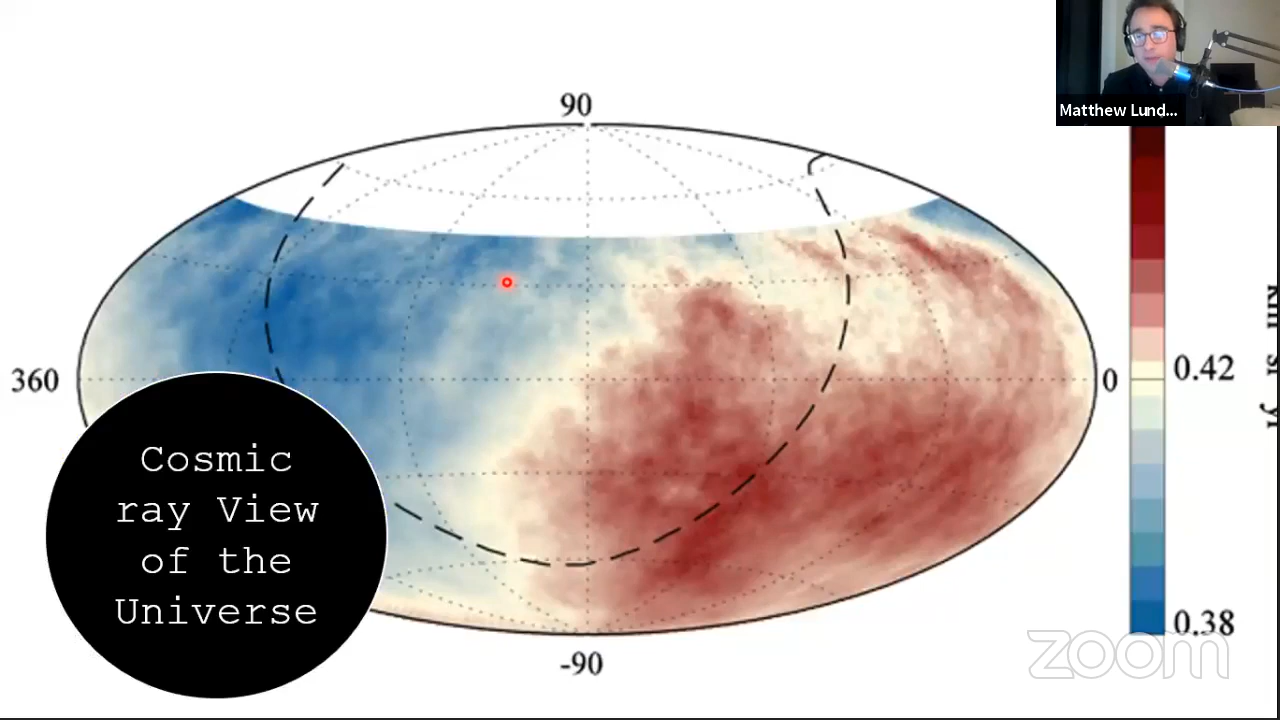 Matthew Lund...
90
360
0
0.42
Cosmic
ray View
of the
Universe
0.38
-90
zoom